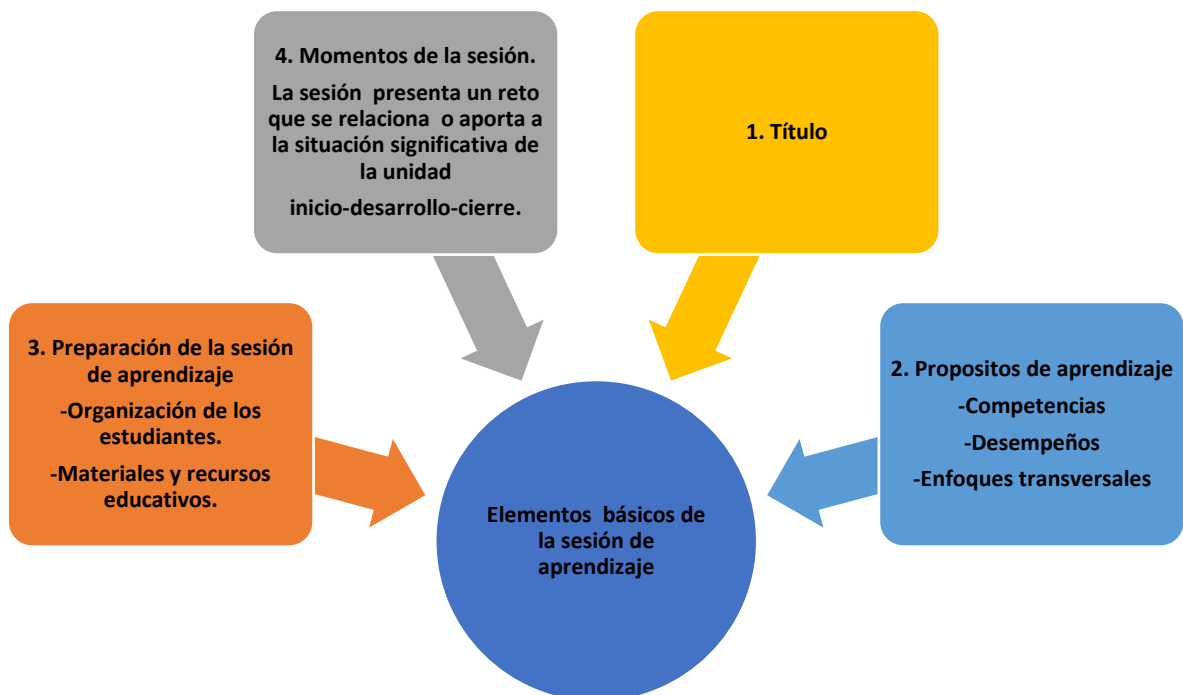 4. Momentos de la sesión.
La sesión  presenta un reto
que se relaciona  o aporta a
la situación significativa de
la unidad
inicio-desarrollo-cierre.
1. Título
3. Preparación de la sesión
de aprendizaje
-Organización de los
estudiantes.
-Materiales y recursos
educativos.
2. Propositos de aprendizaje
-Competencias
-Desempeños
-Enfoques transversales
Elementos  básicos de
la sesión de
aprendizaje